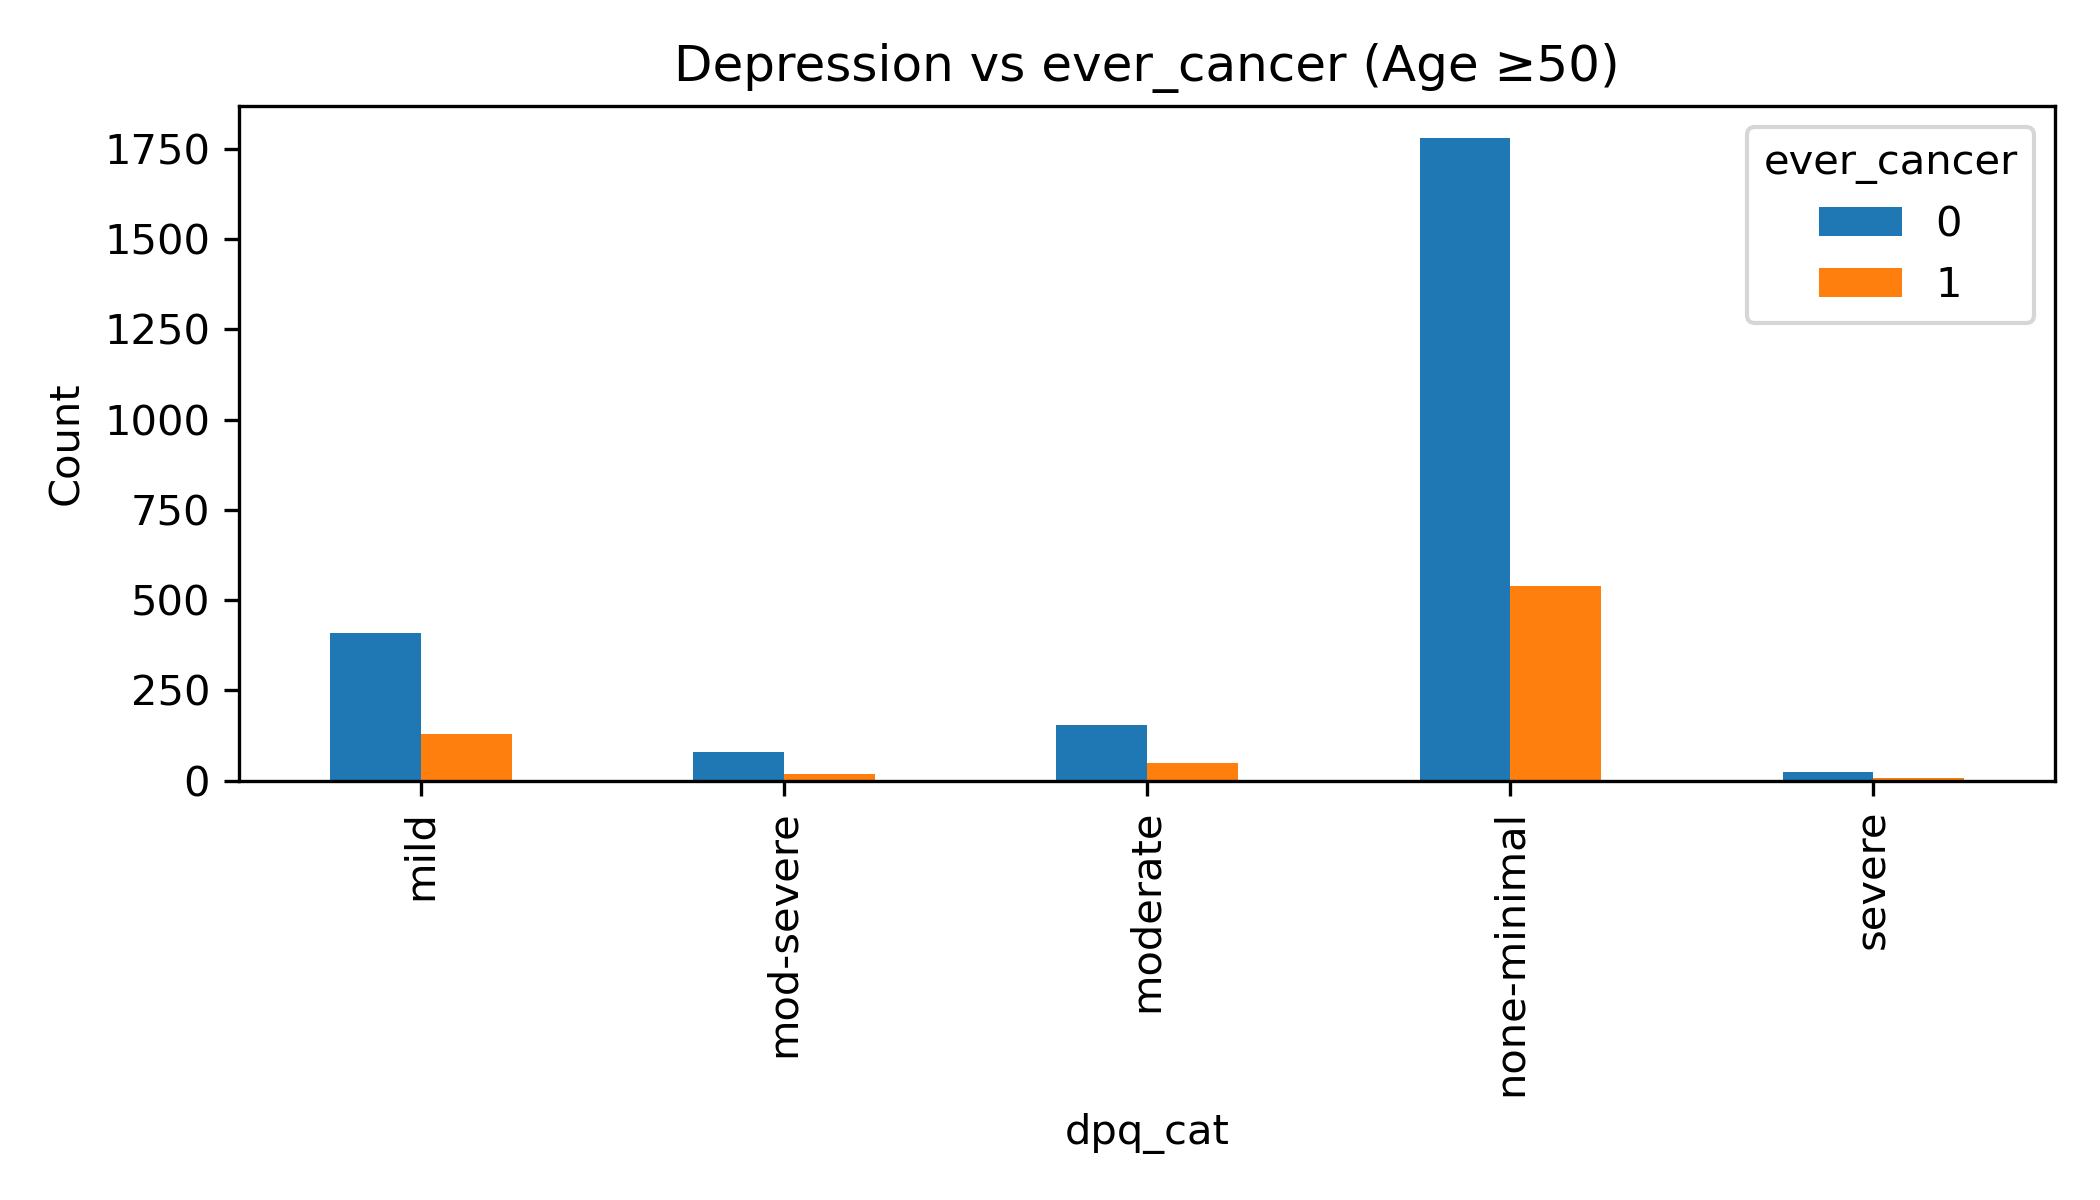 Depression vs ever_cancer (Age ≥50)
ever_cancer
0
1
Count
1750
1500
1250
1000
750
500
250
0
mild
mod-severe
moderate
none-minimal
severe
dpq_cat